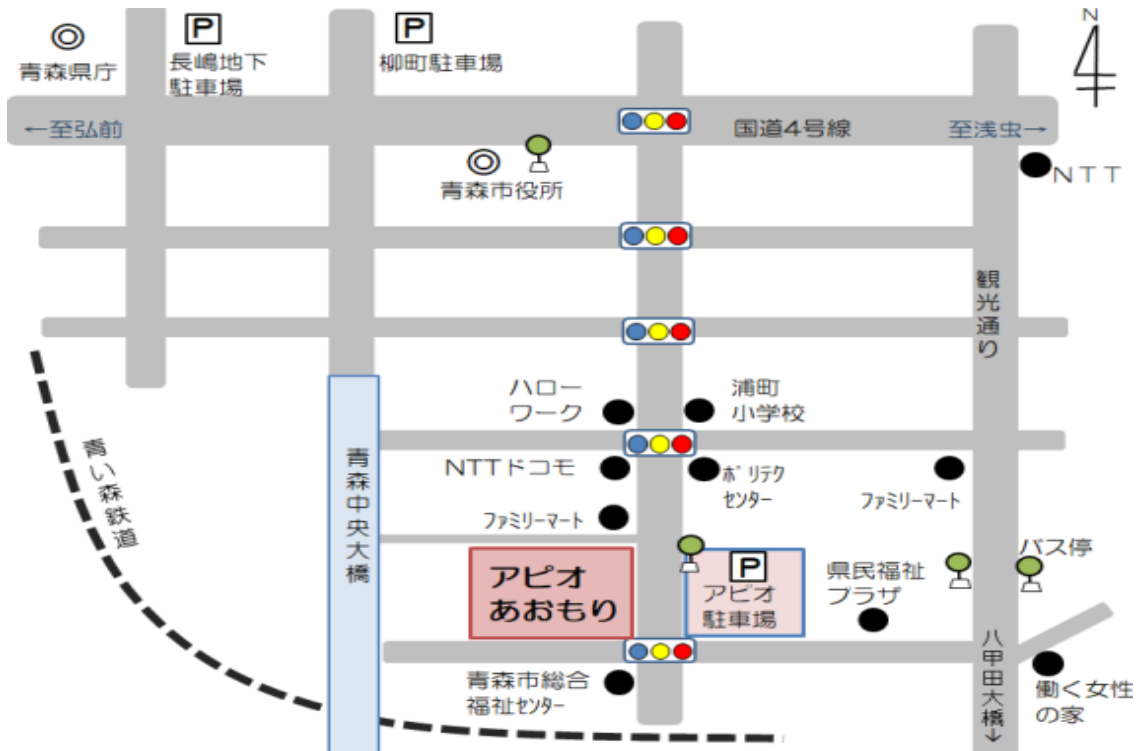 N
P
P
青森県庁
長嶋地下
駐車場
柳町駐車場
←至弘前
国道4号線
至浅虫→
青森市役所
ＮＴＴ
観光通り
ハロー
ワーク
浦町
小学校
青い森鉄道
青森中央大橋
NTTドコモ
ﾎﾟﾘﾃｸ
ｾﾝﾀｰ
ﾌｧﾐﾘｰﾏｰﾄ
ﾌｧﾐﾘｰﾏｰﾄ
アピオ
あおもり
P
アピオ
駐車場
県民福祉
プラザ
バス停
青森市総合
福祉ｾﾝﾀｰ
八甲田大橋↓
働く女性
の家